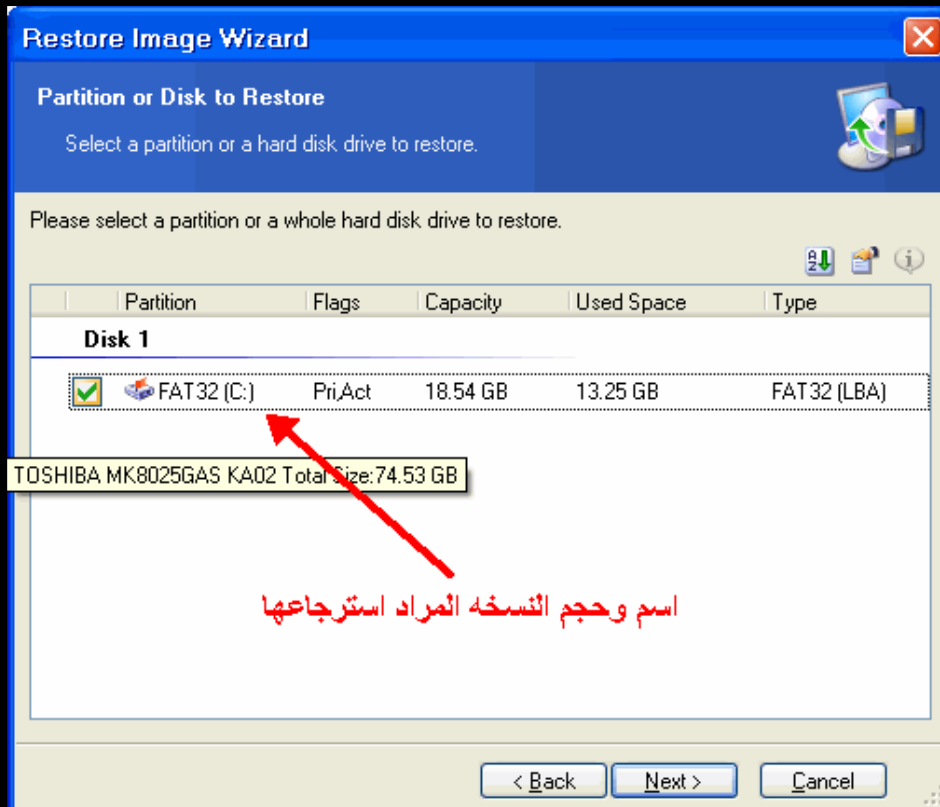 Restore Image Wizard
Partition or Disk to Restore
Select a partition or a hard disk drive to restore.
Please select a partition or a whole hard disk drive to restore.
Partition Flags Capacity Used Space Type
Disk 1
FAT32 (C:) Pri,Act 18.54 GB 13.25 GB FAT32 (LBA)
TOSHIBA MK8025GAS KA02 Total Size:74.53 GB
اسم وحجم النسخه المراد استرجاعها
< Back Next > Cancel